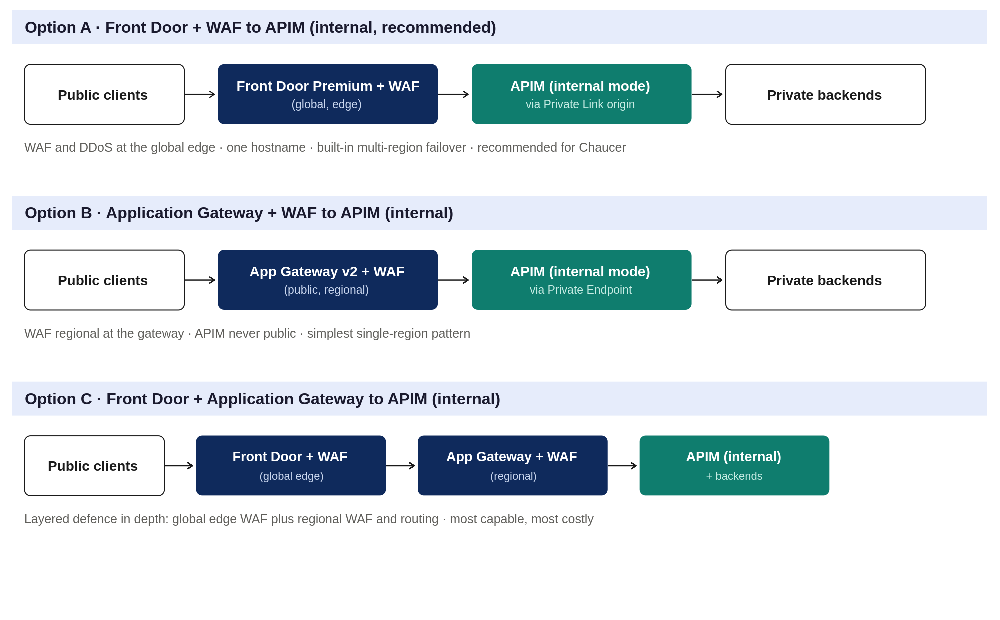 Option A · Front Door + WAF to APIM (internal, recommended)
Public clients
Front Door Premium + WAF
(global, edge)
APIM (internal mode)
via Private Link origin
Private backends
WAF and DDoS at the global edge · one hostname · built-in multi-region failover · recommended for Chaucer
Option B · Application Gateway + WAF to APIM (internal)
Public clients
App Gateway v2 + WAF
(public, regional)
APIM (internal mode)
via Private Endpoint
Private backends
WAF regional at the gateway · APIM never public · simplest single-region pattern
Option C · Front Door + Application Gateway to APIM (internal)
Public clients
Front Door + WAF
(global edge)
App Gateway + WAF
(regional)
APIM (internal)
+ backends
Layered defence in depth: global edge WAF plus regional WAF and routing · most capable, most costly